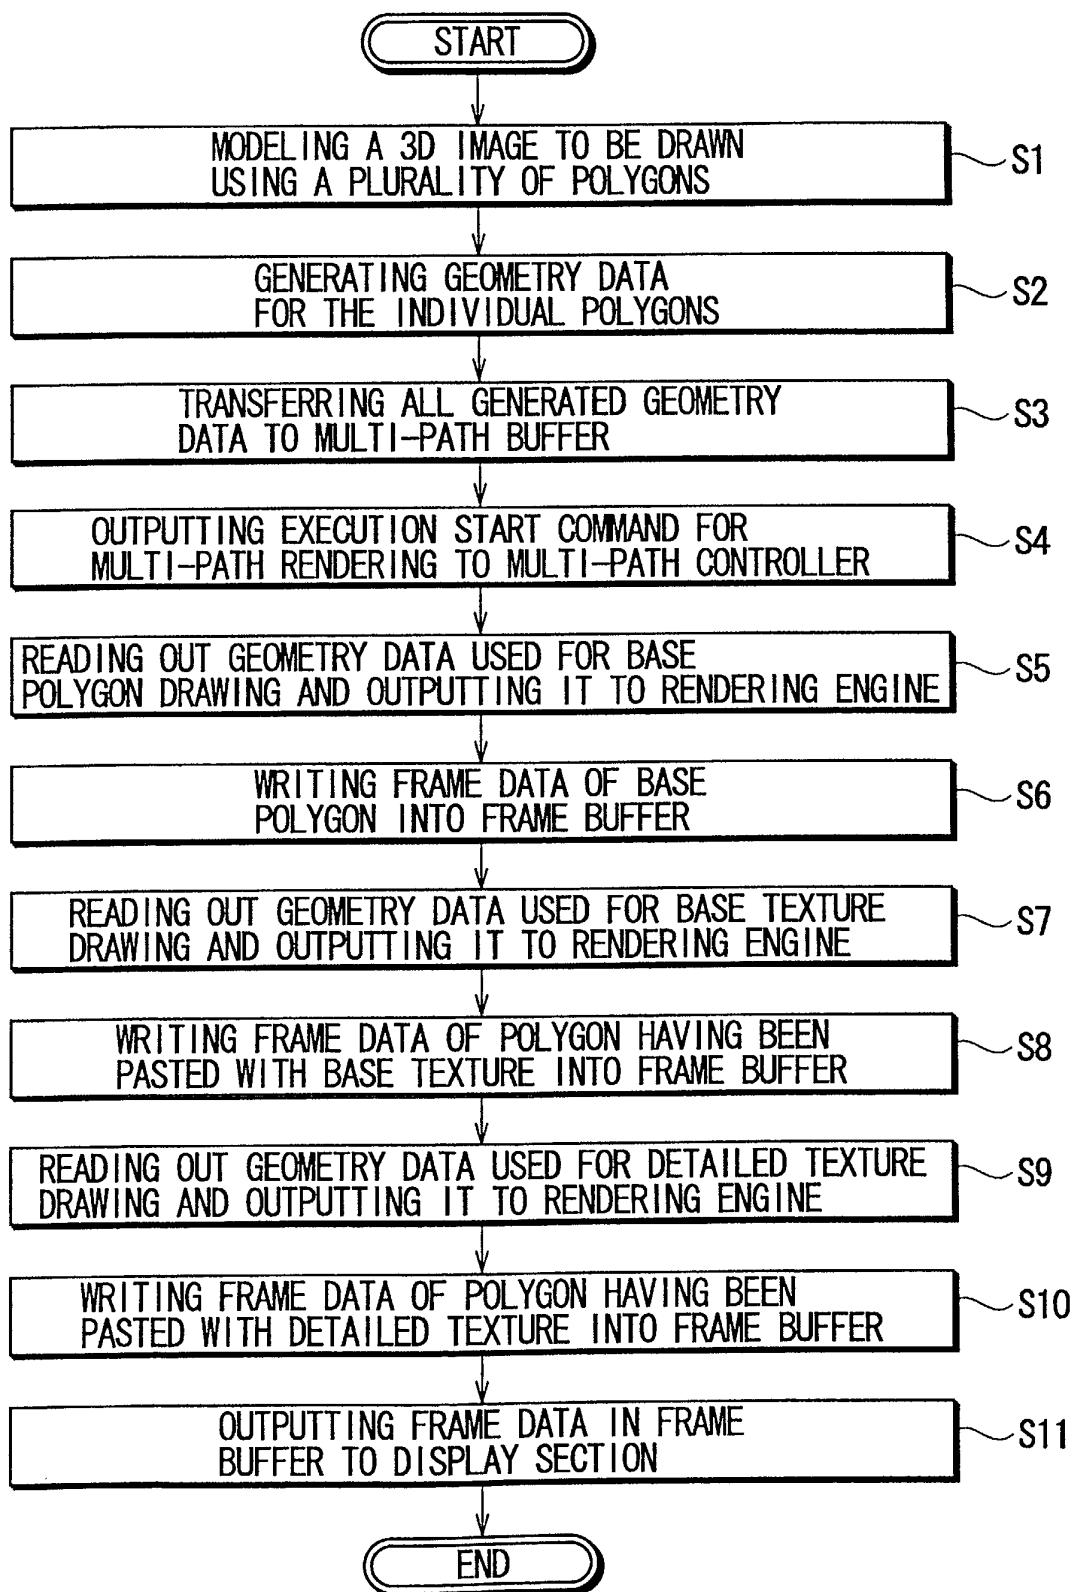 START
MODELING A 3D IMAGE TO BE DRAWN
USING A PLURALITY OF POLYGONS
S1
GENERATING GEOMETRY DATA
FOR THE INDIVIDUAL POLYGONS
S2
TRANSFERRING ALL GENERATED GEOMETRY
DATA TO MULTI-PATH BUFFER
S3
OUTPUTTING EXECUTION START COMMAND FOR
MULTI-PATH RENDERING TO MULTI-PATH CONTROLLER
S4
READING OUT GEOMETRY DATA USED FOR BASE
POLYGON DRAWING AND OUTPUTTING IT TO RENDERING ENGINE
S5
WRITING FRAME DATA OF BASE
POLYGON INTO FRAME BUFFER
S6
READING OUT GEOMETRY DATA USED FOR BASE TEXTURE
DRAWING AND OUTPUTTING IT TO RENDERING ENGINE
S7
WRITING FRAME DATA OF POLYGON HAVING BEEN
PASTED WITH BASE TEXTURE INTO FRAME BUFFER
S8
READING OUT GEOMETRY DATA USED FOR DETAILED TEXTURE
DRAWING AND OUTPUTTING IT TO RENDERING ENGINE
S9
WRITING FRAME DATA OF POLYGON HAVING BEEN
PASTED WITH DETAILED TEXTURE INTO FRAME BUFFER
S10
OUTPUTTING FRAME DATA IN FRAME
BUFFER TO DISPLAY SECTION
S11
END